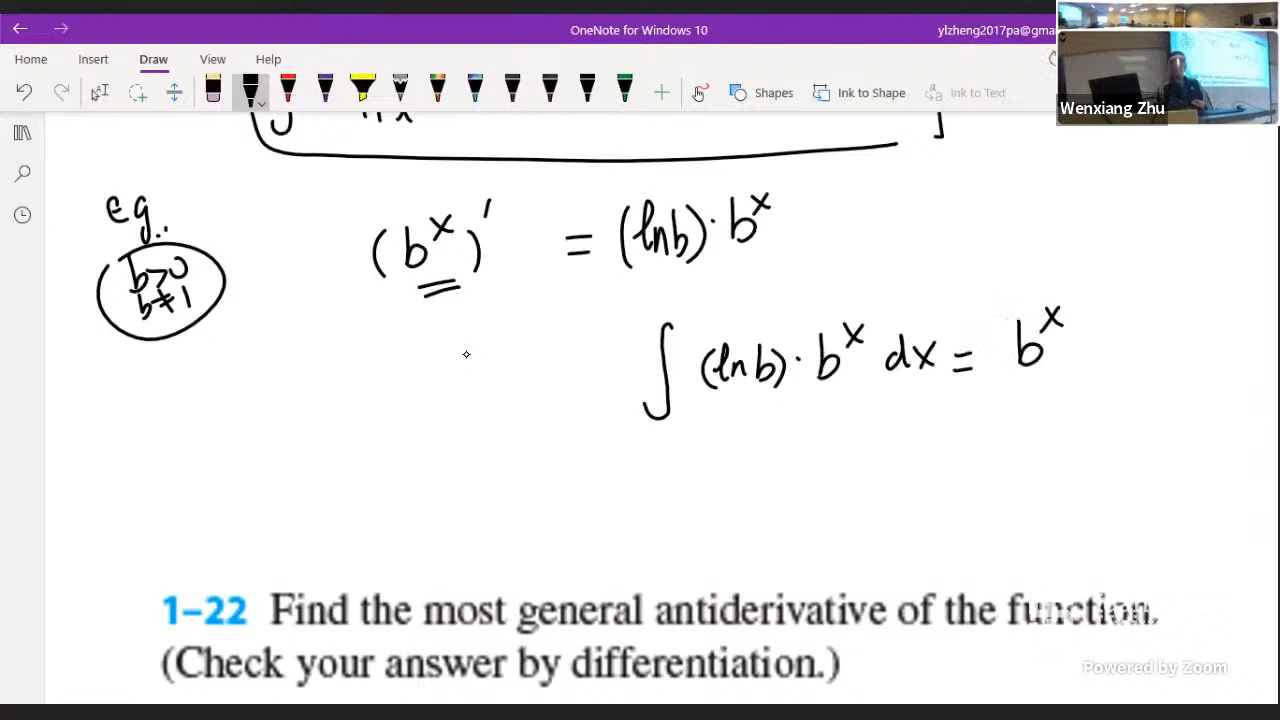 OneNote for Windows 10
ylzheng2017pa@gma
Home Insert Draw View Help
Shapes Ink to Shape Ink to Text
Wenxiang Zhu
e.g.
b>0
b≠1
(b^x)' = (ln b) · b^x
∫ (ln b) · b^x dx = b^x
1–22 Find the most general antiderivative of the function.
(Check your answer by differentiation.)
Powered by Zoom